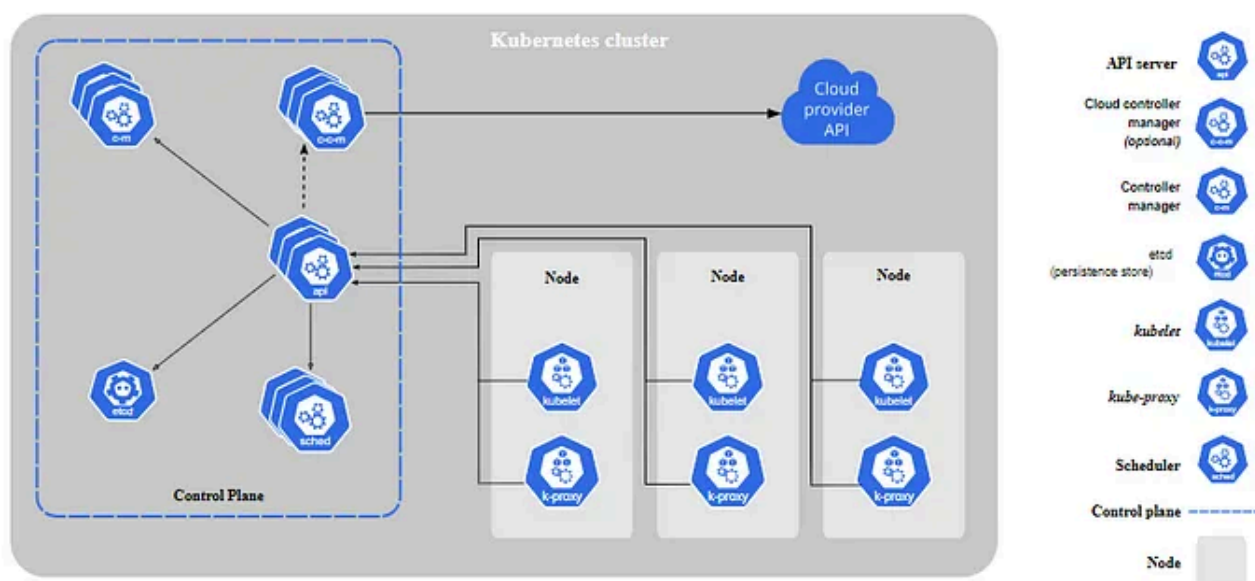 Kubernetes cluster
c-m
c-c-m
Cloud
provider
API
api
etcd
sched
Control Plane
Node
kubelet
k-proxy
Node
kubelet
k-proxy
Node
kubelet
k-proxy
API server
api
Cloud controller
manager
(optional)
c-c-m
Controller
manager
c-m
etcd
(persistence store)
etcd
kubelet
kubelet
kube-proxy
k-proxy
Scheduler
sched
Control plane
Node